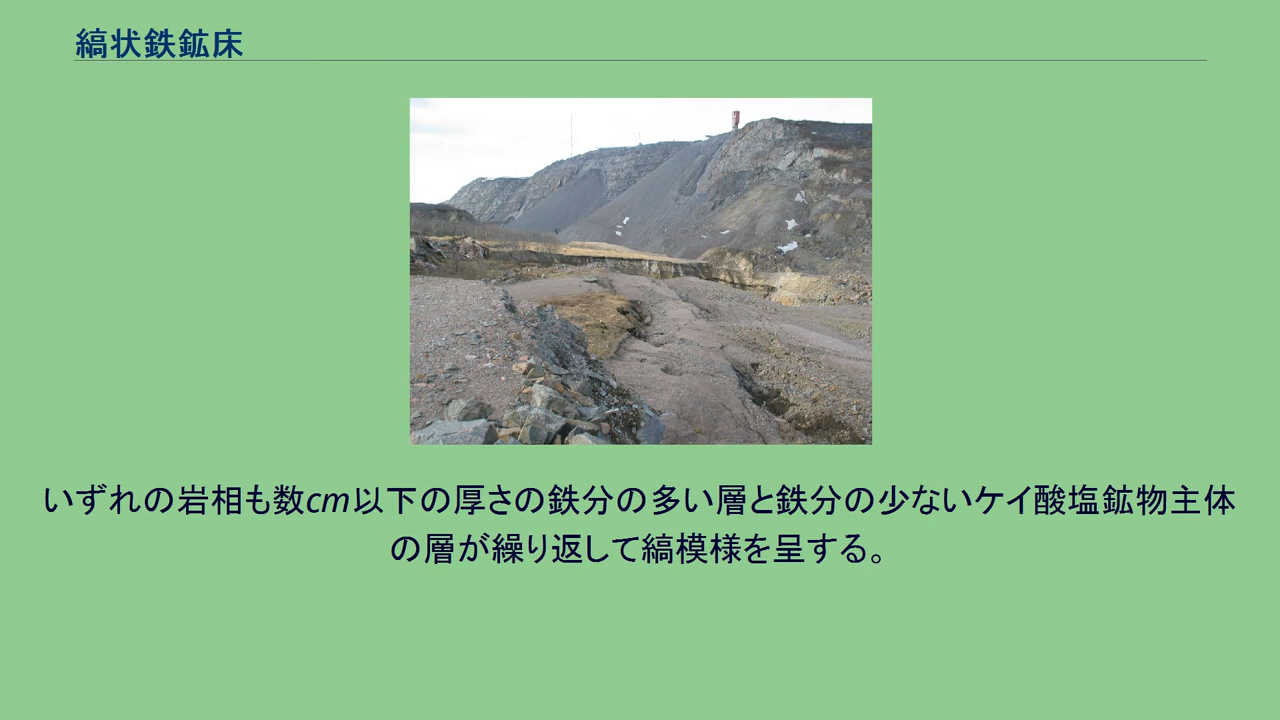 縞状鉄鉱床
いずれの岩相も数cm以下の厚さの鉄分の多い層と鉄分の少ないケイ酸塩鉱物主体
の層が繰り返して縞模様を呈する。